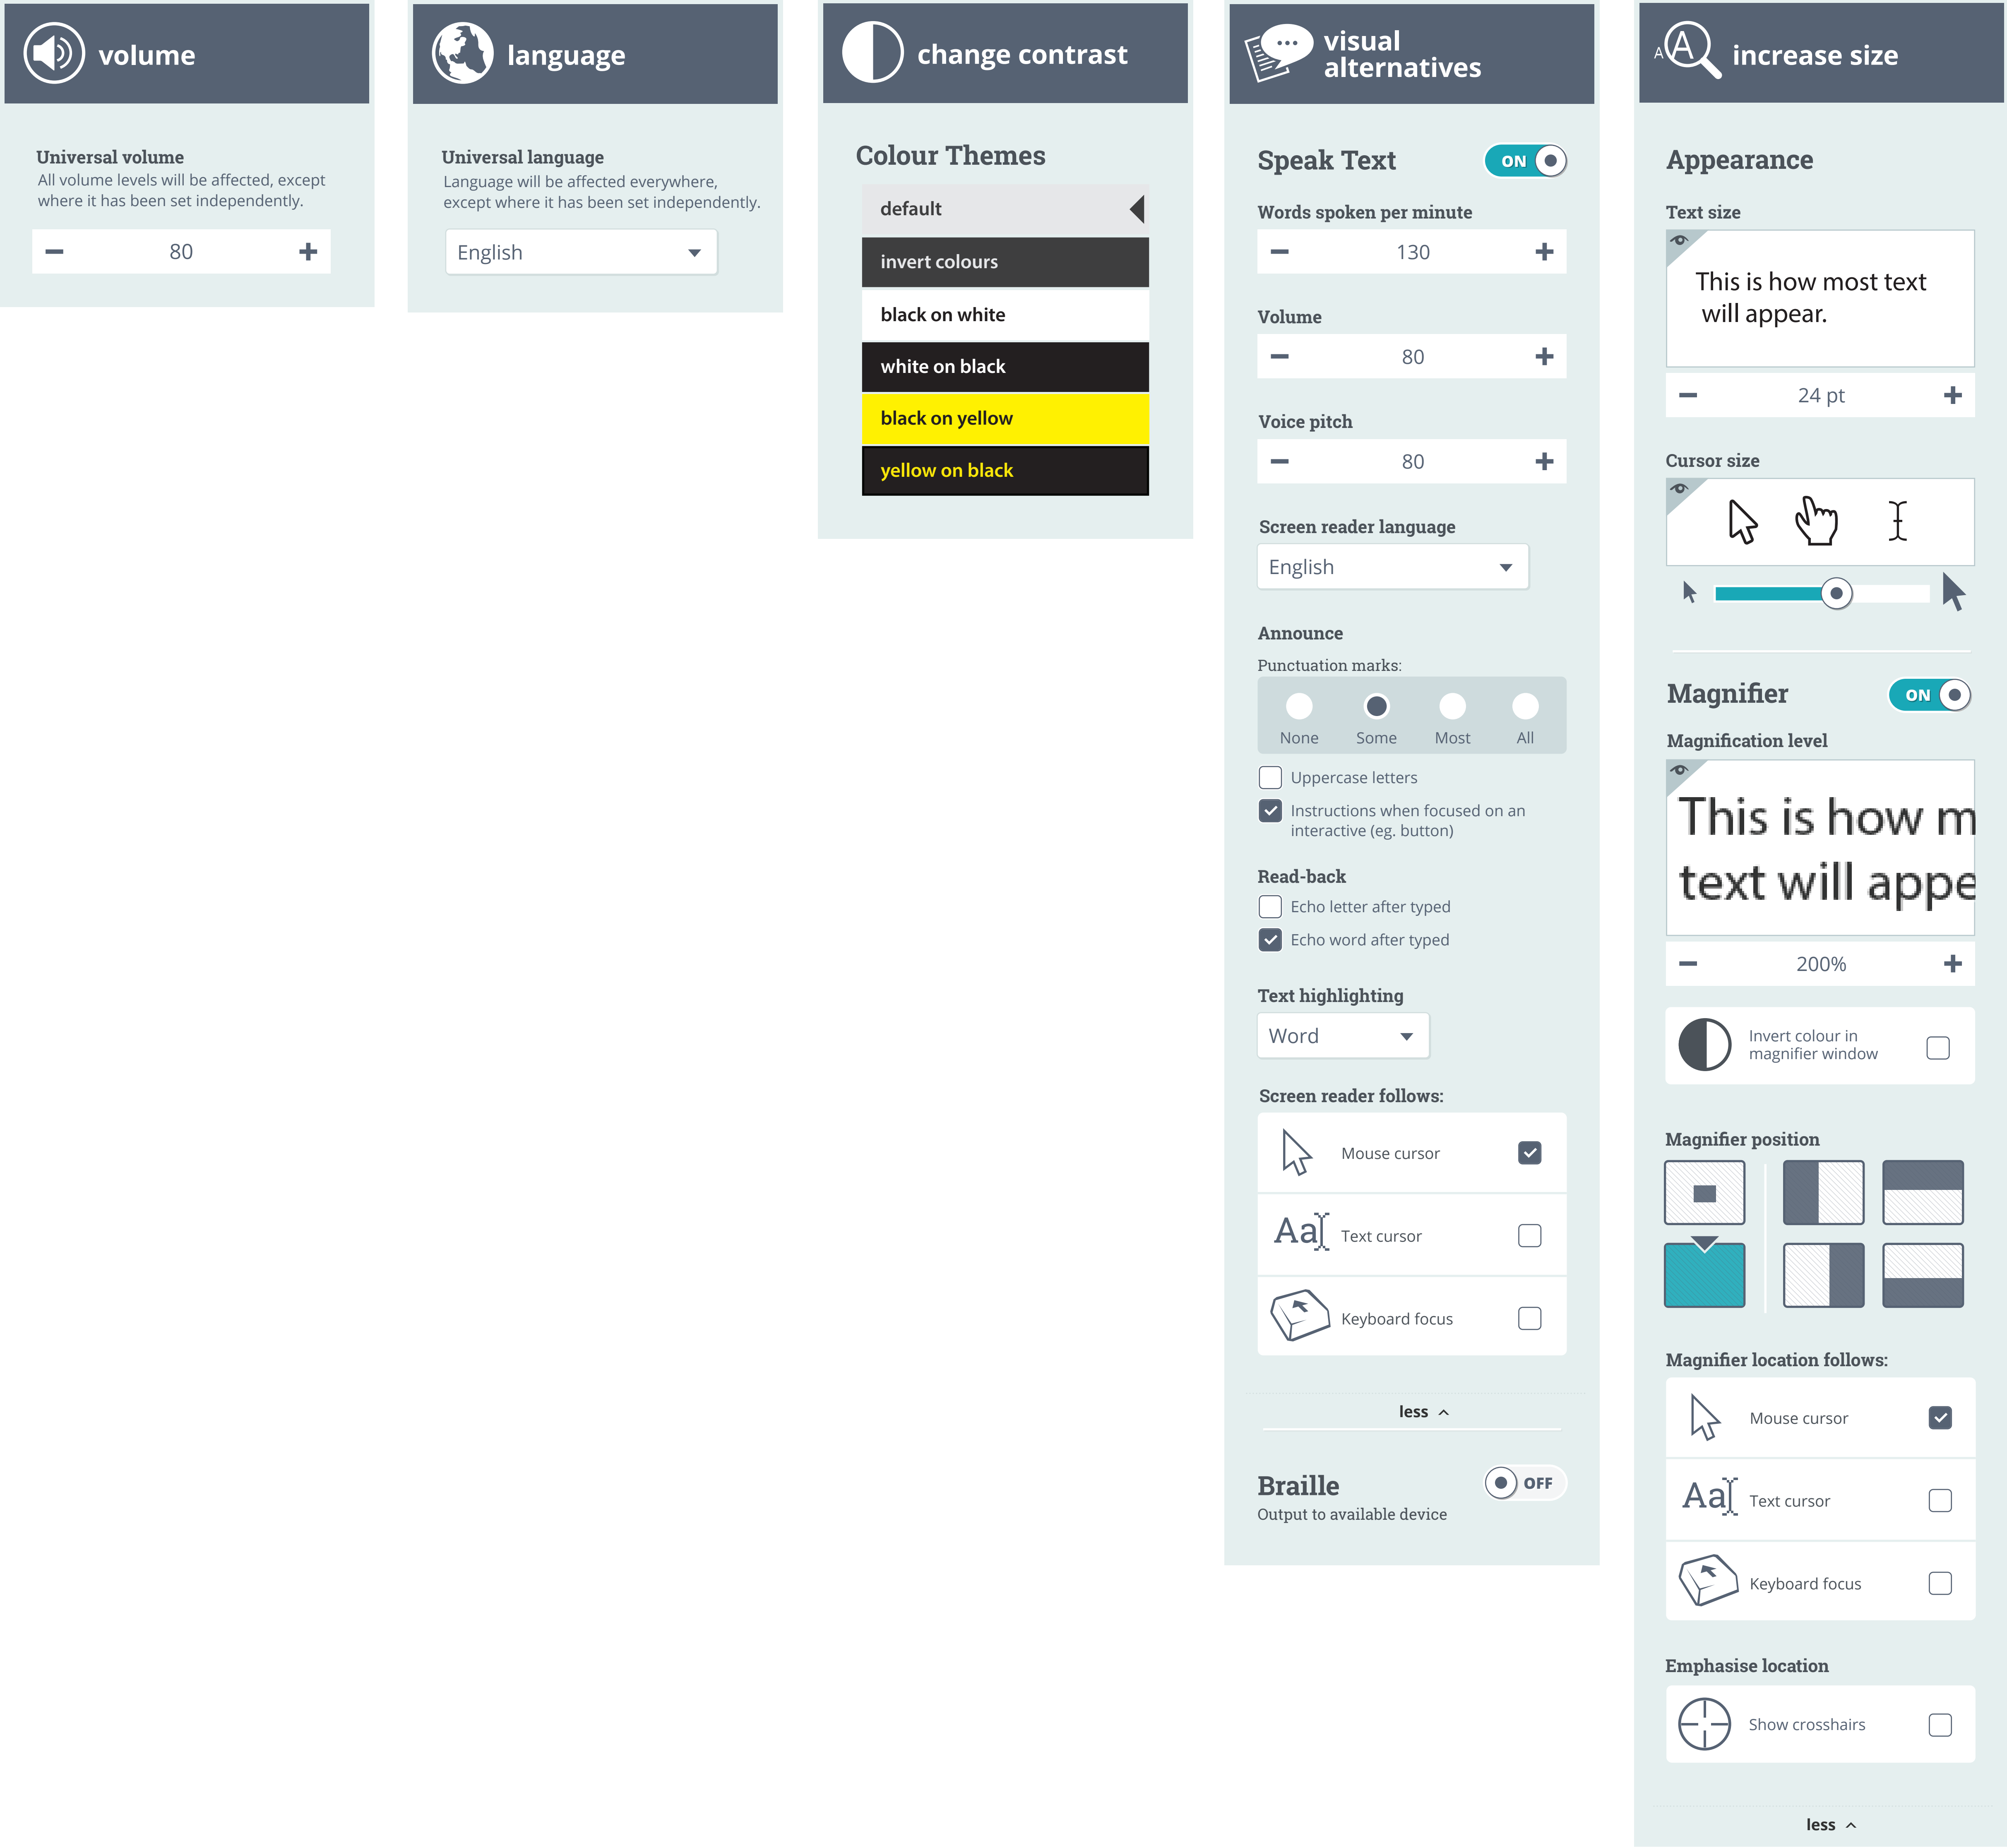 volume
Universal volume
All volume levels will be affected, except
where it has been set independently.
80
language
Universal language
Language will be affected everywhere,
except where it has been set independently.
English
change contrast
Colour Themes
default
invert colours
black on white
white on black
black on yellow
yellow on black
visual
alternatives
Speak Text
ON
Words spoken per minute
130
Volume
80
Voice pitch
80
Screen reader language
English
Announce
Punctuation marks:
None Some Most All
Uppercase letters
Instructions when focused on an
interactive (eg. button)
Read-back
Echo letter after typed
Echo word after typed
Text highlighting
Word
Screen reader follows:
Mouse cursor
Aa Text cursor
Keyboard focus
less
Braille
OFF
Output to available device
A A increase size
Appearance
Text size
This is how most text
will appear.
24 pt
Cursor size
Magnifier
ON
Magnification level
This is how m
text will appe
200%
Invert colour in
magnifier window
Magnifier position
Magnifier location follows:
Mouse cursor
Aa Text cursor
Keyboard focus
Emphasise location
Show crosshairs
less